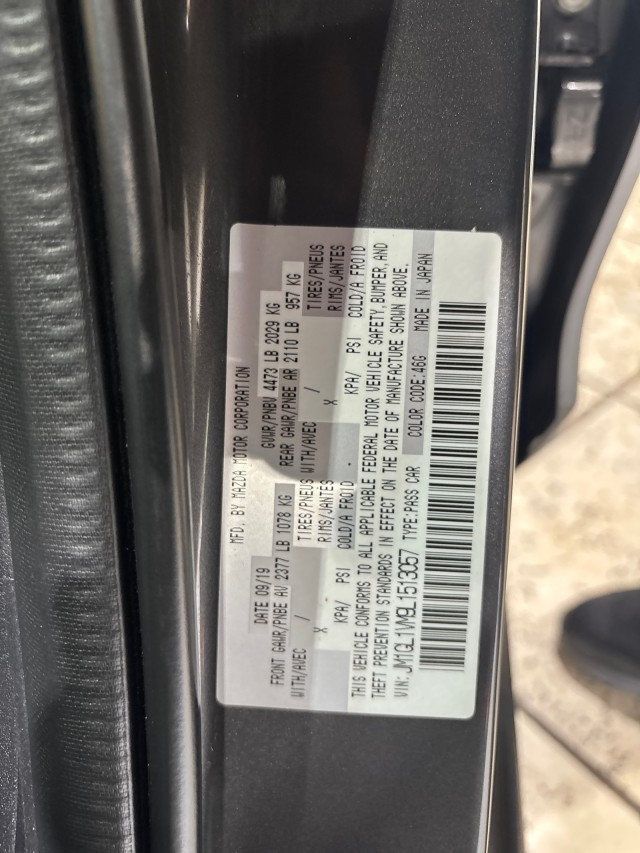 MFD. BY MAZDA MOTOR CORPORATION
DATE 09/19 GVWR/PNBV 4473 LB 2029 KG
FRONT GAWR/PNBE AV 2377 LB 1078 KG REAR GAWR/PNBE AR 2110 LB 957 KG
WITH/AVEC / TIRES/PNEUS WITH/AVEC / TIRES/PNEUS
X RIMS/JANTES X RIMS/JANTES
KPA/ PSI COLD/A FROID . KPA/ PSI COLD/A FROID
THIS VEHICLE CONFORMS TO ALL APPLICABLE FEDERAL MOTOR VEHICLE SAFETY,BUMPER,AND
THEFT PREVENTION STANDARDS IN EFFECT ON THE DATE OF MANUFACTURE SHOWN ABOVE.
VIN:JM1GL1VM9L1513057 TYPE:PASS CAR COLOR CODE:46G MADE IN JAPAN